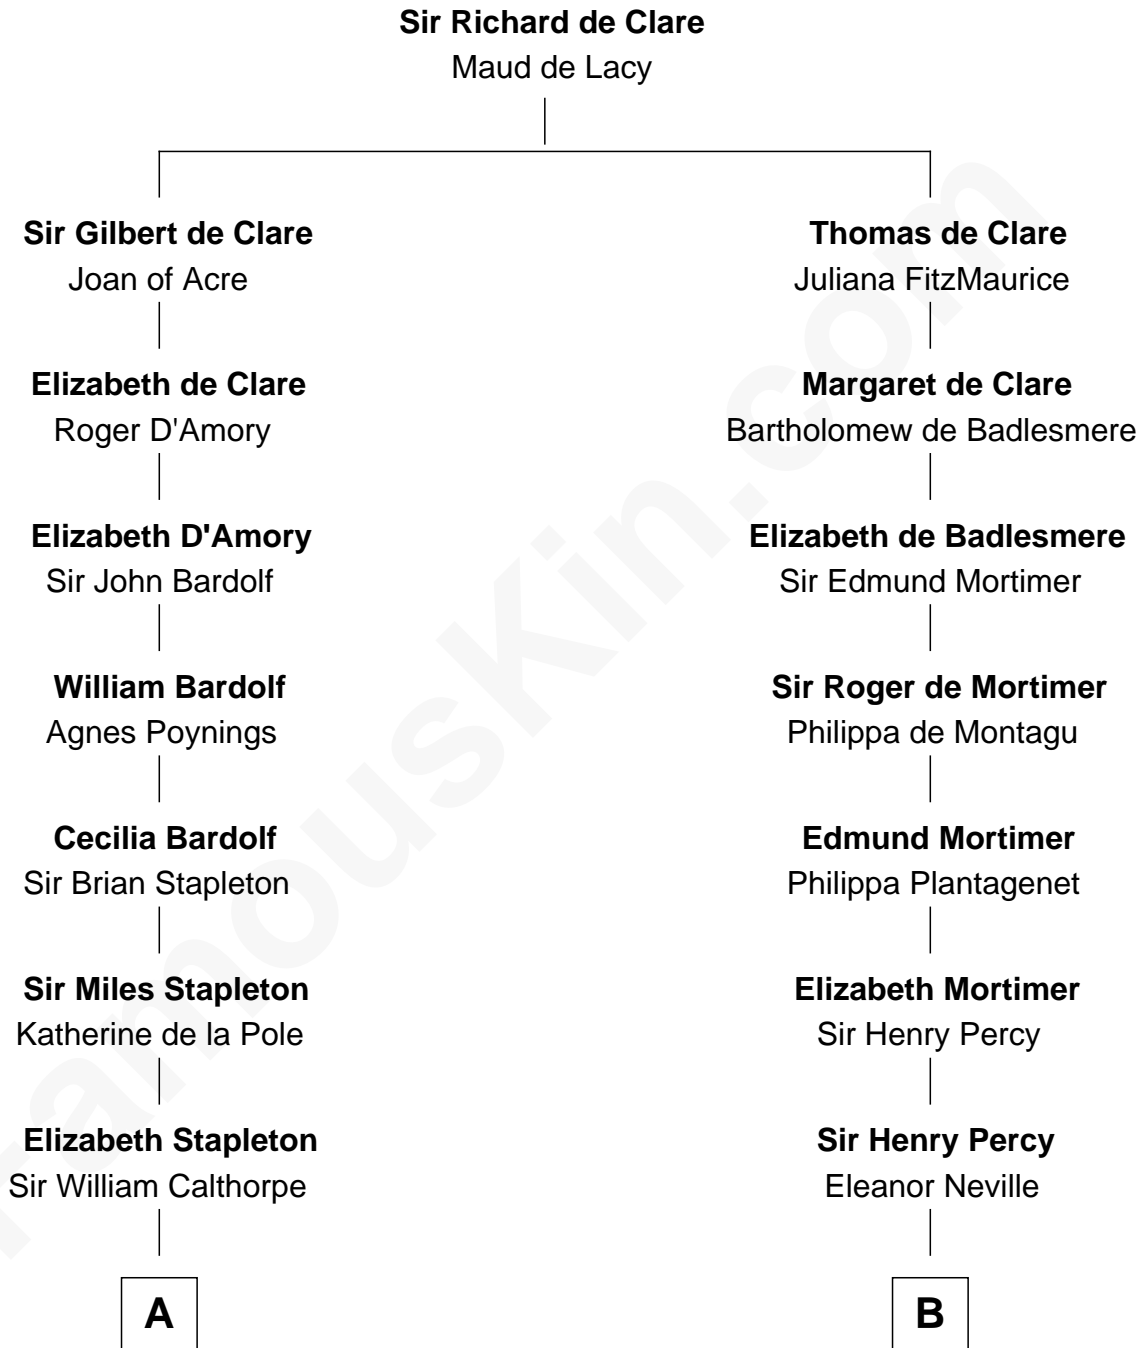 Sir Richard de Clare
Maud de Lacy
Sir Gilbert de Clare
Joan of Acre
Elizabeth de Clare
Roger D'Amory
Elizabeth D'Amory
Sir John Bardolf
William Bardolf
Agnes Poynings
Cecilia Bardolf
Sir Brian Stapleton
Sir Miles Stapleton
Katherine de la Pole
Elizabeth Stapleton
Sir William Calthorpe
A
Thomas de Clare
Juliana FitzMaurice
Margaret de Clare
Bartholomew de Badlesmere
Elizabeth de Badlesmere
Sir Edmund Mortimer
Sir Roger de Mortimer
Philippa de Montagu
Edmund Mortimer
Philippa Plantagenet
Elizabeth Mortimer
Sir Henry Percy
Sir Henry Percy
Eleanor Neville
B
FamousKin.com